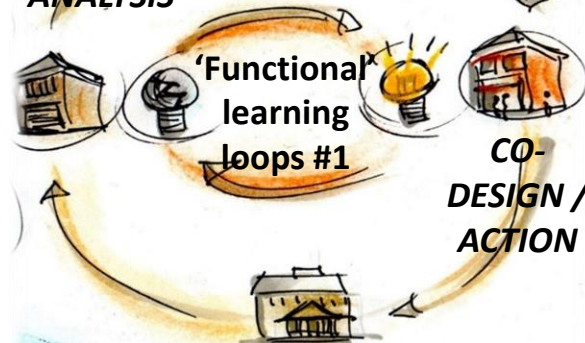 ANALYSIS
‘Functional’
learning
loops #1
CO-
DESIGN /
ACTION